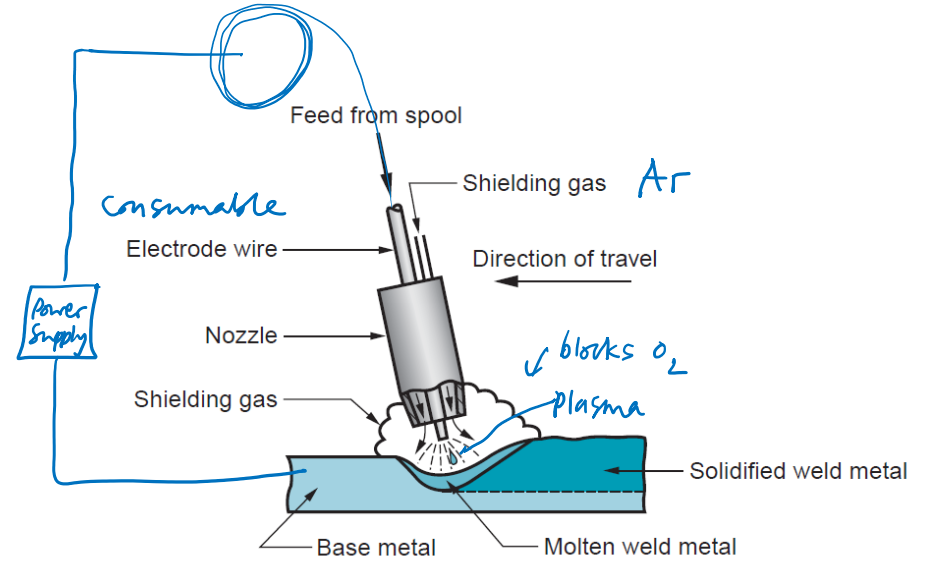 Feed from spool
Shielding gas
Ar
consumable
Electrode wire
Direction of travel
Power
Supply
Nozzle
blocks O₂
Shielding gas
Plasma
Solidified weld metal
Base metal
Molten weld metal